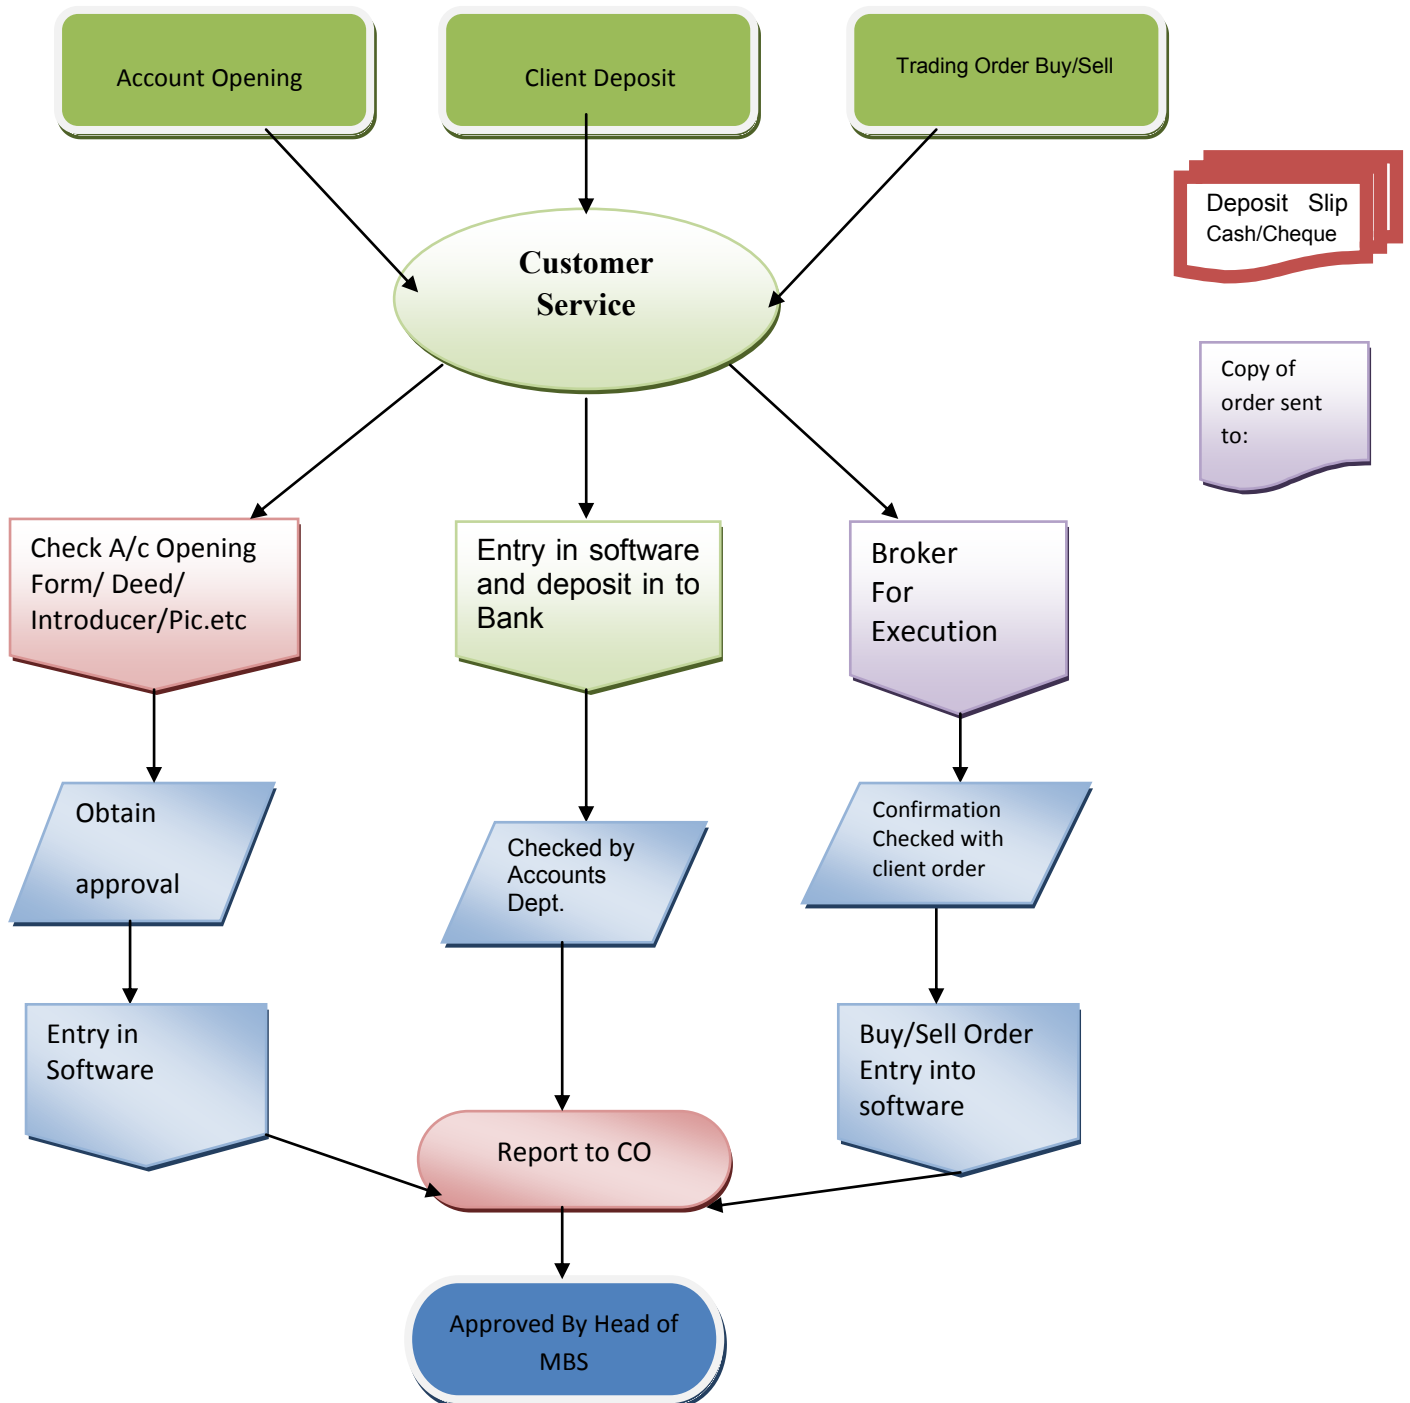 Account Opening
Client Deposit
Trading Order Buy/Sell
Deposit Slip
Cash/Cheque
Customer
Service
Copy of
order sent
to:
Check A/c Opening
Form/ Deed/
Introducer/Pic.etc
Entry in software
and deposit in to
Bank
Broker
For
Execution
Obtain
approval
Checked by
Accounts
Dept.
Confirmation
Checked with
client order
Entry in
Software
Buy/Sell Order
Entry into
software
Report to CO
Approved By Head of
MBS